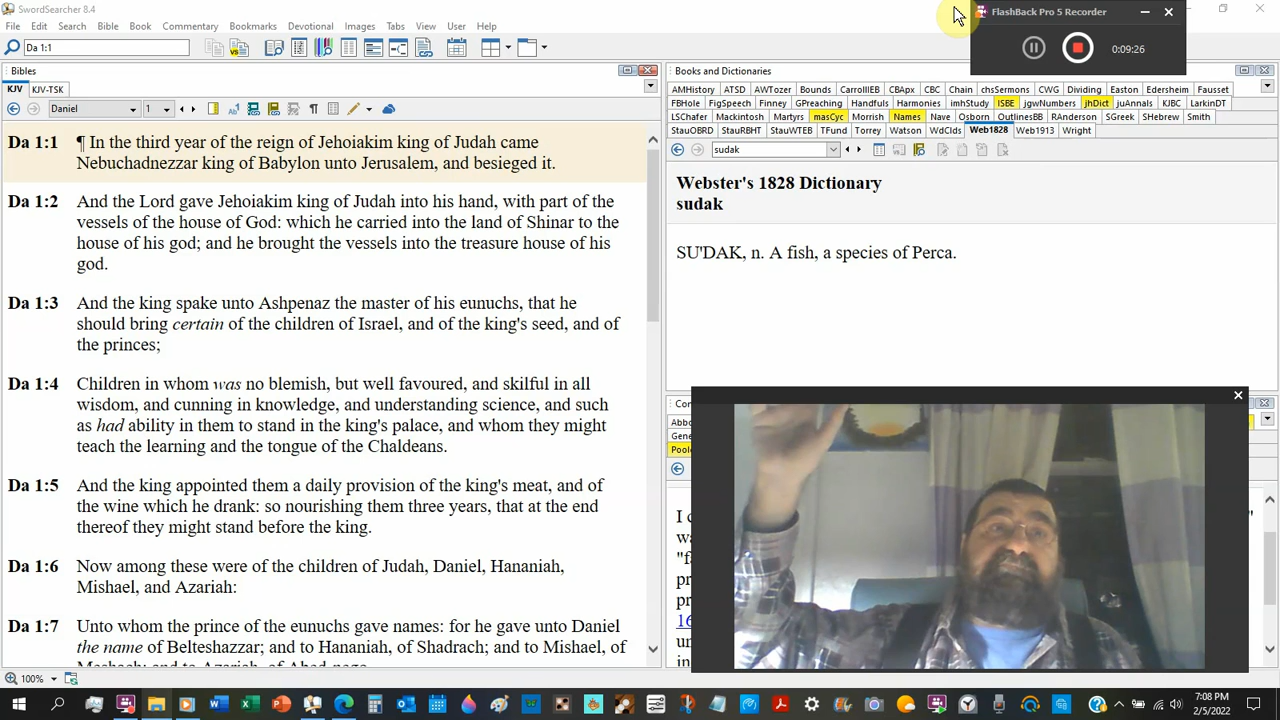 SwordSearcher 8.4
File Edit Search Bible Book Commentary Bookmarks Devotional Images Tabs View User Help
Da 1:1
Bibles
KJV KJV-TSK
Daniel 1
Da 1:1 ¶ In the third year of the reign of Jehoiakim king of Judah came
Nebuchadnezzar king of Babylon unto Jerusalem, and besieged it.
Da 1:2 And the Lord gave Jehoiakim king of Judah into his hand, with part of the
vessels of the house of God: which he carried into the land of Shinar to the
house of his god; and he brought the vessels into the treasure house of his
god.
Da 1:3 And the king spake unto Ashpenaz the master of his eunuchs, that he
should bring certain of the children of Israel, and of the king's seed, and of
the princes;
Da 1:4 Children in whom was no blemish, but well favoured, and skilful in all
wisdom, and cunning in knowledge, and understanding science, and such
as had ability in them to stand in the king's palace, and whom they might
teach the learning and the tongue of the Chaldeans.
Da 1:5 And the king appointed them a daily provision of the king's meat, and of
the wine which he drank: so nourishing them three years, that at the end
thereof they might stand before the king.
Da 1:6 Now among these were of the children of Judah, Daniel, Hananiah,
Mishael, and Azariah:
Da 1:7 Unto whom the prince of the eunuchs gave names: for he gave unto Daniel
the name of Belteshazzar; and to Hananiah, of Shadrach; and to Mishael, of
100%
FlashBack Pro 5 Recorder
0:09:26
Books and Dictionaries
AMHistory ATSD AWTozer Bounds CarrollIEB CBApx CBC Chain chsSermons CWG Dividing Easton Edersheim Fausset
FBHole FigSpeech Finney GPreaching Handfuls Harmonies imhStudy ISBE jgwNumbers jhDict juAnnals KJBC LarkinDT
LSChafer Mackintosh Martyrs masCyc Morrish Names Nave Osborn OutlinesBB RAnderson SGreek SHebrew Smith
StauOBRD StauRBHT StauWTEB TFund Torrey Watson WdClds Web1828 Web1913 Wright
sudak
Webster's 1828 Dictionary
sudak
SU'DAK, n. A fish, a species of Perca.
7:08 PM
2/5/2022